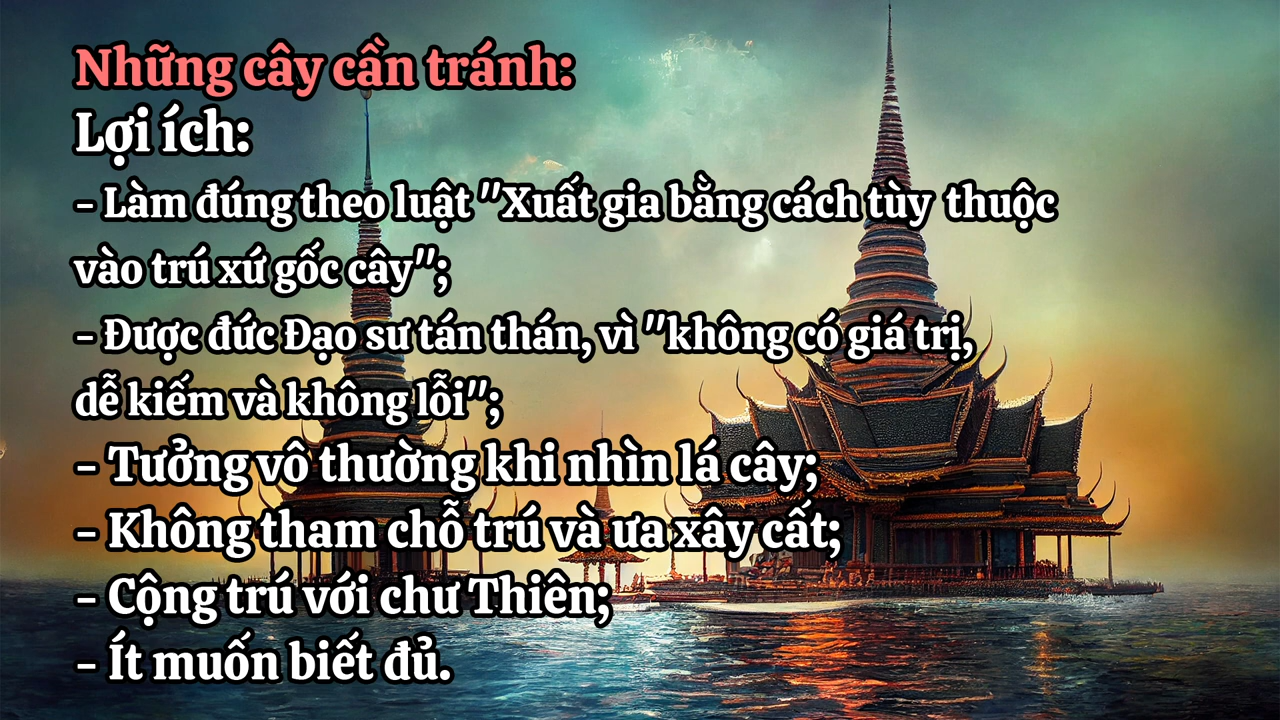 Những cây cần tránh:
Lợi ích:
- Làm đúng theo luật "Xuất gia bằng cách tùy thuộc
vào trú xứ gốc cây";
- Được đức Đạo sư tán thán, vì "không có giá trị,
dễ kiếm và không lỗi";
- Tưởng vô thường khi nhìn lá cây;
- Không tham chỗ trú và ưa xây cất;
- Cộng trú với chư Thiên;
- Ít muốn biết đủ.